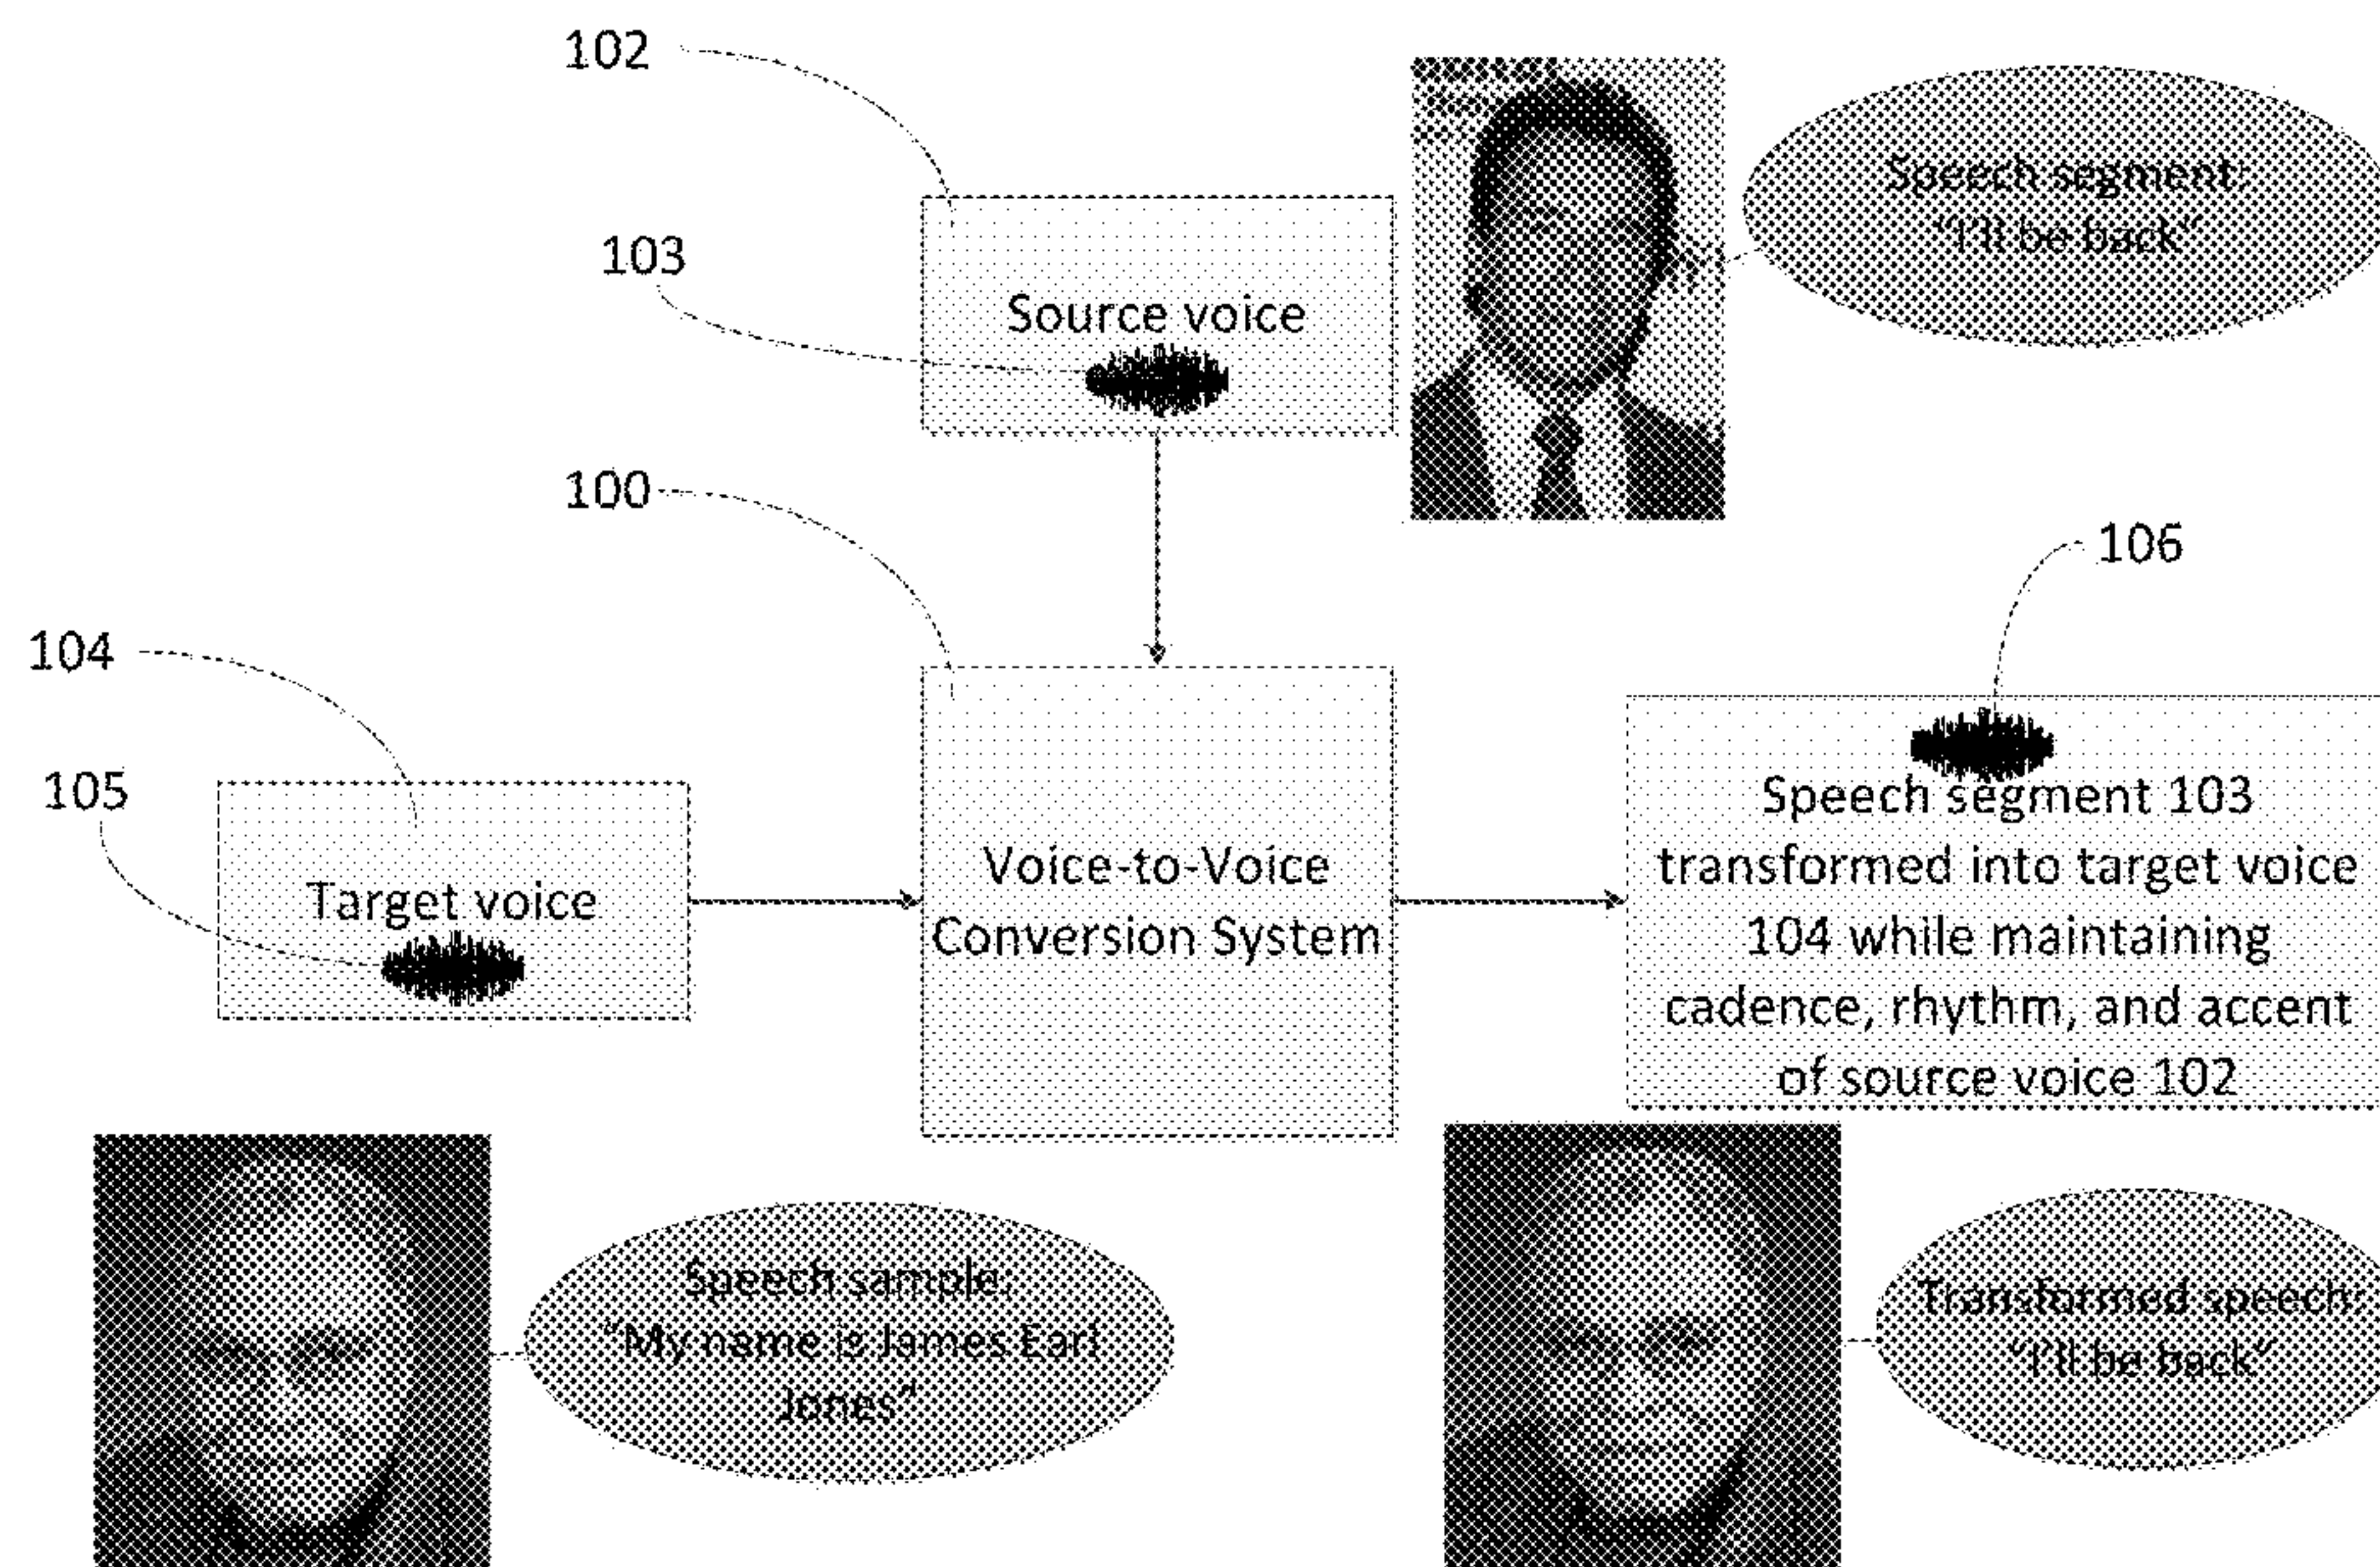 102
103
Source voice
Speech segment:
"I'll be back"
100
106
104
105
Target voice
Voice-to-Voice
Conversion System
Speech segment 103
transformed into target voice
104 while maintaining
cadence, rhythm, and accent
of source voice 102
Speech sample:
"My name is James Earl
Jones"
Transformed speech:
"I'll be back"